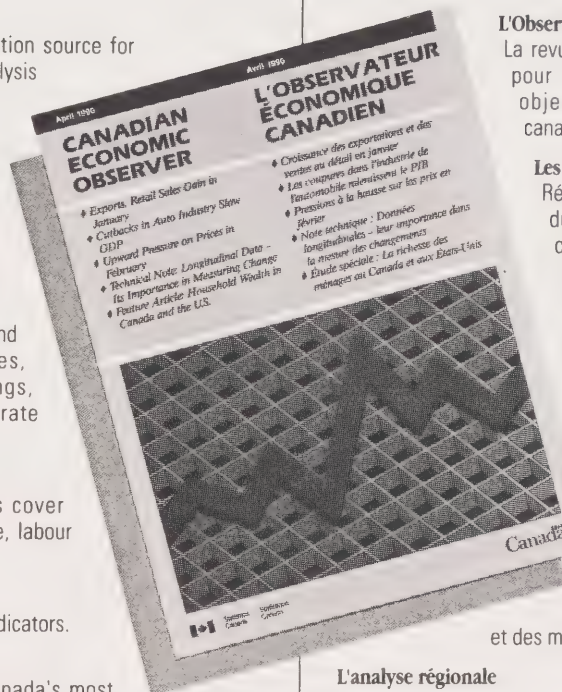 tion source for
lysis
nd
es,
ngs,
rate
s cover
e, labour
dicators.
nada's most
April 1996
CANADIAN
ECONOMIC
OBSERVER
♦ Exports, Retail Sales Gain in
January
♦ Cutbacks in Auto Industry Slow
GDP
♦ Upward Pressure on Prices in
February
♦ Technical Note: Longitudinal Data –
Its Importance in Measuring Change
♦ Feature Article: Household Wealth in
Canada and the U.S.
Avril 1996
L'OBSERVATEUR
ÉCONOMIQUE
CANADIEN
♦ Croissance des exportations et des
ventes au détail en janvier
♦ Les coupures dans l'industrie de
l'automobile ralentissent le PIB
♦ Pressions à la hausse sur les prix en
février
♦ Note technique : Données
longitudinales – leur importance dans
la mesure des changements
♦ Étude spéciale : La richesse des
ménages au Canada et aux États-Unis
Statistics Statistique
Canada Canada
Canada
L'Obser
La revu
pour
obje
cana
Les
Ré
du
c
et des m
L'analyse régionale